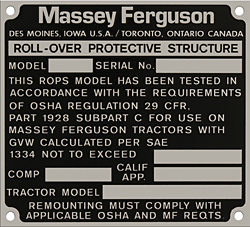 Massey Ferguson
DES MOINES, IOWA U.S.A. / TORONTO, ONTARIO CANADA
ROLL-OVER PROTECTIVE STRUCTURE
MODEL SERIAL No.
THIS ROPS MODEL HAS BEEN TESTED IN
ACCORDANCE WITH THE REQUIREMENTS
OF OSHA REGULATION 29 CFR,
PART 1928 SUBPART C FOR USE ON
MASSEY FERGUSON TRACTORS WITH
GVW CALCULATED PER SAE
1334 NOT TO EXCEED
COMP CALIF APP.
TRACTOR MODEL
REMOUNTING MUST COMPLY WITH
APPLICABLE OSHA AND MF REQTS.